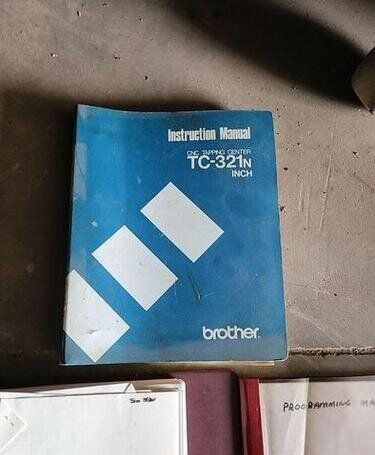 Instruction Manual
CNC TAPPING CENTER
TC-321N
INCH
brother
PROGRAMMING MA